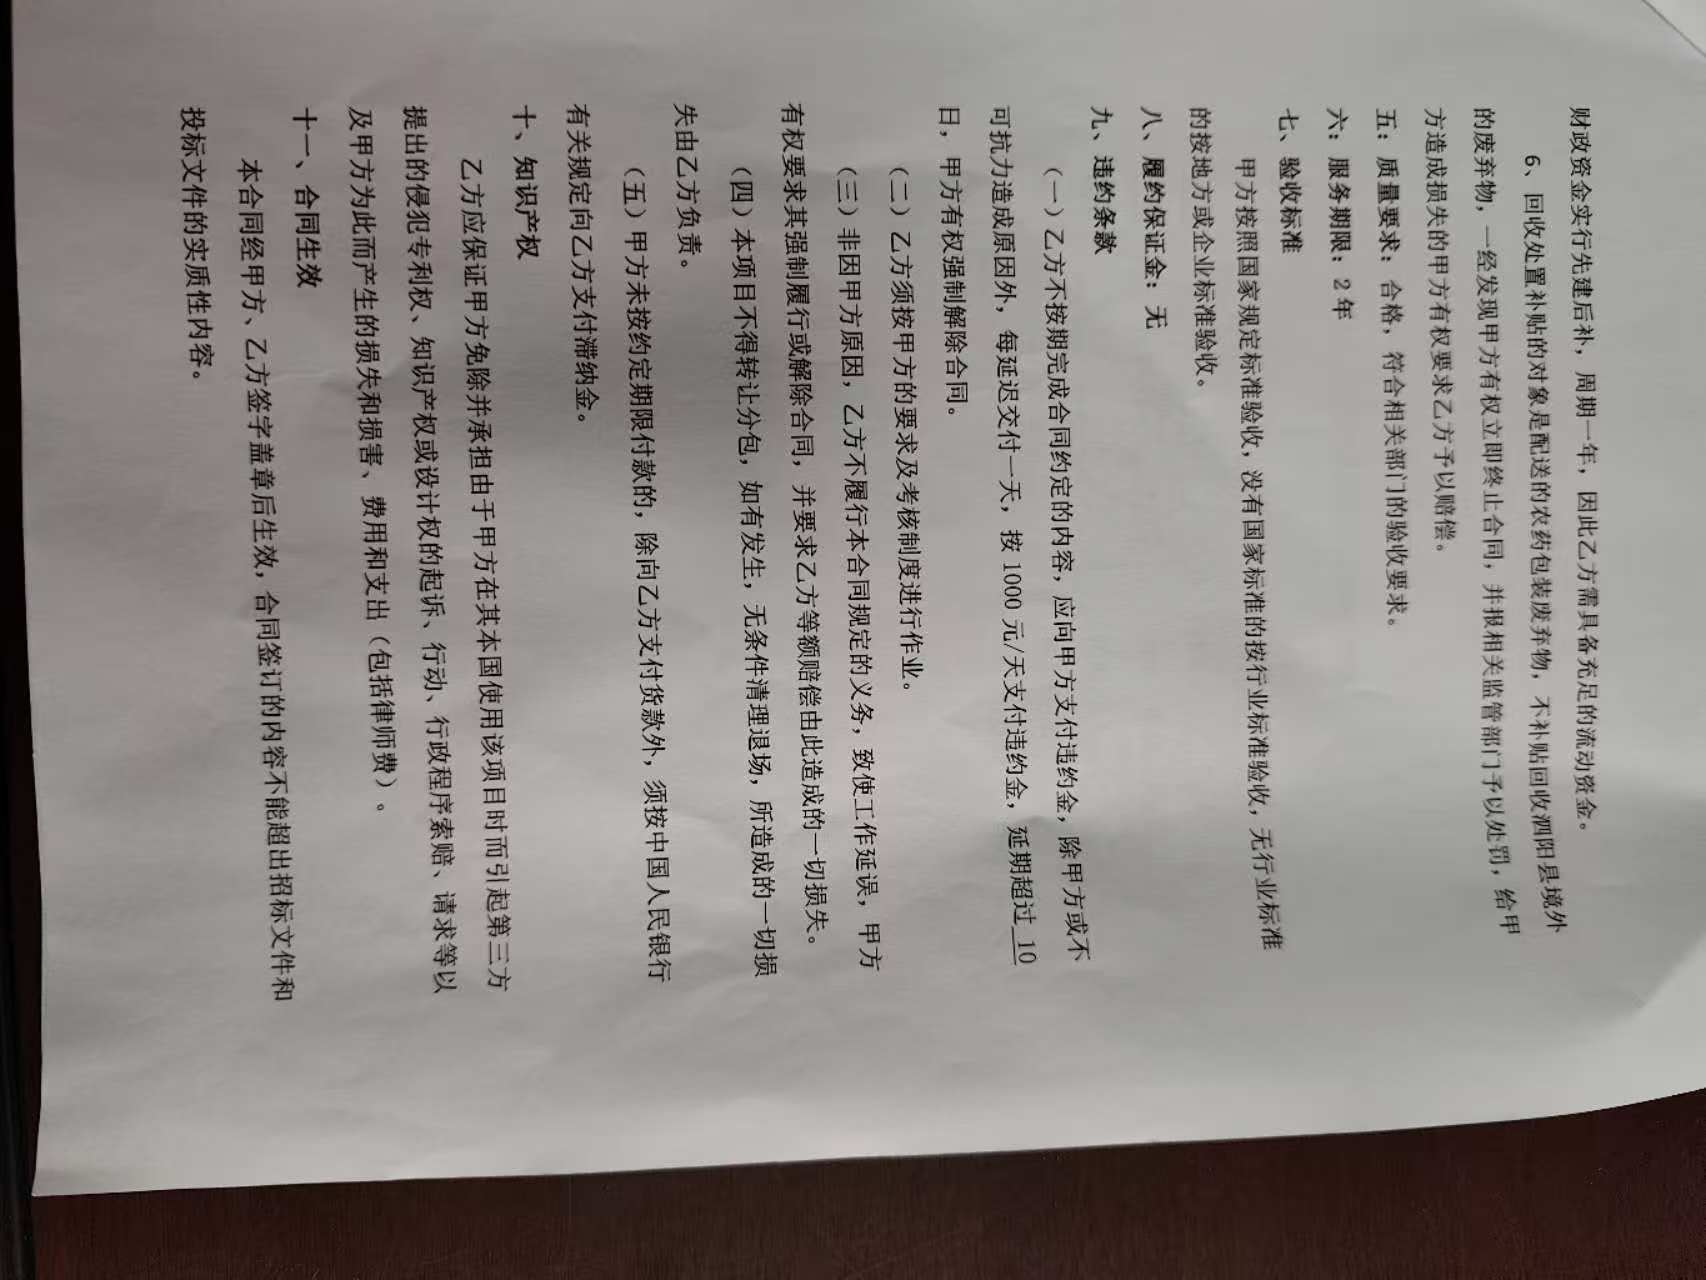 财政资金实行先建后补，周期一年，因此乙方需具备充足的流动资金。
6、回收处置补贴的对象是配送的农药包装废弃物，不补贴回收泗阳县境外
的废弃物，一经发现甲方有权立即终止合同，并报相关监管部门予以处罚，给甲
方造成损失的甲方有权要求乙方予以赔偿。
五：质量要求：合格，符合相关部门的验收要求。
六：服务期限：2年
七、验收标准
甲方按照国家规定标准验收，没有国家标准的按行业标准验收，无行业标准
的按地方或企业标准验收。
八、履约保证金：无
九、违约条款
（一）乙方不按期完成合同约定的内容，应向甲方支付违约金，除甲方或不
可抗力造成原因外，每延迟交付一天，按 1000 元/天支付违约金，延期超过 10
日，甲方有权强制解除合同。
（二）乙方须按甲方的要求及考核制度进行作业。
（三）非因甲方原因，乙方不履行本合同规定的义务，致使工作延误，甲方
有权要求其强制履行或解除合同，并要求乙方等额赔偿由此造成的一切损失。
（四）本项目不得转让分包，如有发生，无条件清理退场，所造成的一切损
失由乙方负责。
（五）甲方未按约定期限付款的，除向乙方支付货款外，须按中国人民银行
有关规定向乙方支付滞纳金。
十、知识产权
乙方应保证甲方免除并承担由于甲方在其本国使用该项目时而引起第三方
提出的侵犯专利权、知识产权或设计权的起诉、行动、行政程序索赔、请求等以
及甲方为此而产生的损失和损害、费用和支出（包括律师费）。
十一、合同生效
本合同经甲方、乙方签字盖章后生效，合同签订的内容不能超出招标文件和
投标文件的实质性内容。